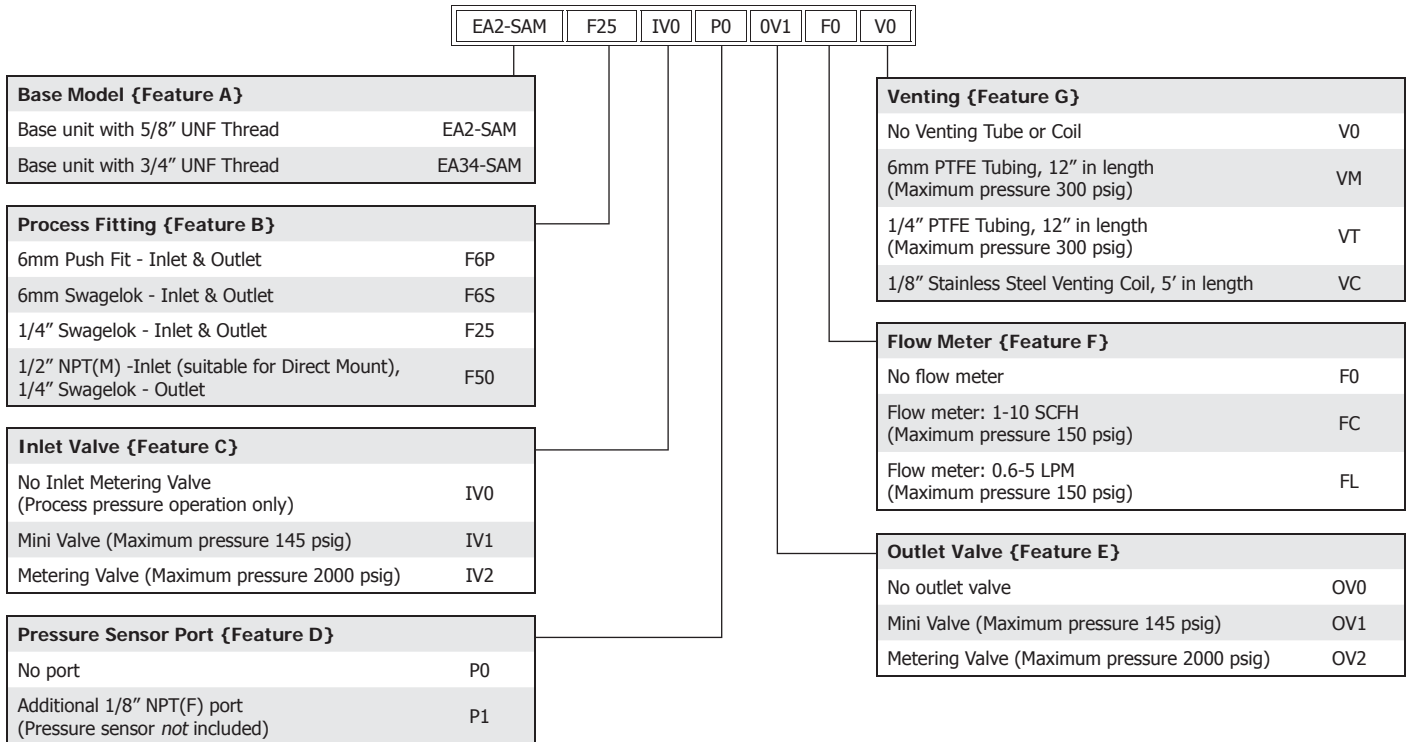 EA2-SAM F25 IV0 P0 0V1 F0 V0
Base Model {Feature A}
Base unit with 5/8” UNF Thread EA2-SAM
Base unit with 3/4” UNF Thread EA34-SAM
Process Fitting {Feature B}
6mm Push Fit - Inlet & Outlet F6P
6mm Swagelok - Inlet & Outlet F6S
1/4” Swagelok - Inlet & Outlet F25
1/2” NPT(M) -Inlet (suitable for Direct Mount),
1/4” Swagelok - Outlet F50
Inlet Valve {Feature C}
No Inlet Metering Valve
(Process pressure operation only) IV0
Mini Valve (Maximum pressure 145 psig) IV1
Metering Valve (Maximum pressure 2000 psig) IV2
Pressure Sensor Port {Feature D}
No port P0
Additional 1/8” NPT(F) port
(Pressure sensor not included) P1
Venting {Feature G}
No Venting Tube or Coil V0
6mm PTFE Tubing, 12” in length
(Maximum pressure 300 psig) VM
1/4” PTFE Tubing, 12” in length
(Maximum pressure 300 psig) VT
1/8” Stainless Steel Venting Coil, 5’ in length VC
Flow Meter {Feature F}
No flow meter F0
Flow meter: 1-10 SCFH
(Maximum pressure 150 psig) FC
Flow meter: 0.6-5 LPM
(Maximum pressure 150 psig) FL
Outlet Valve {Feature E}
No outlet valve OV0
Mini Valve (Maximum pressure 145 psig) OV1
Metering Valve (Maximum pressure 2000 psig) OV2